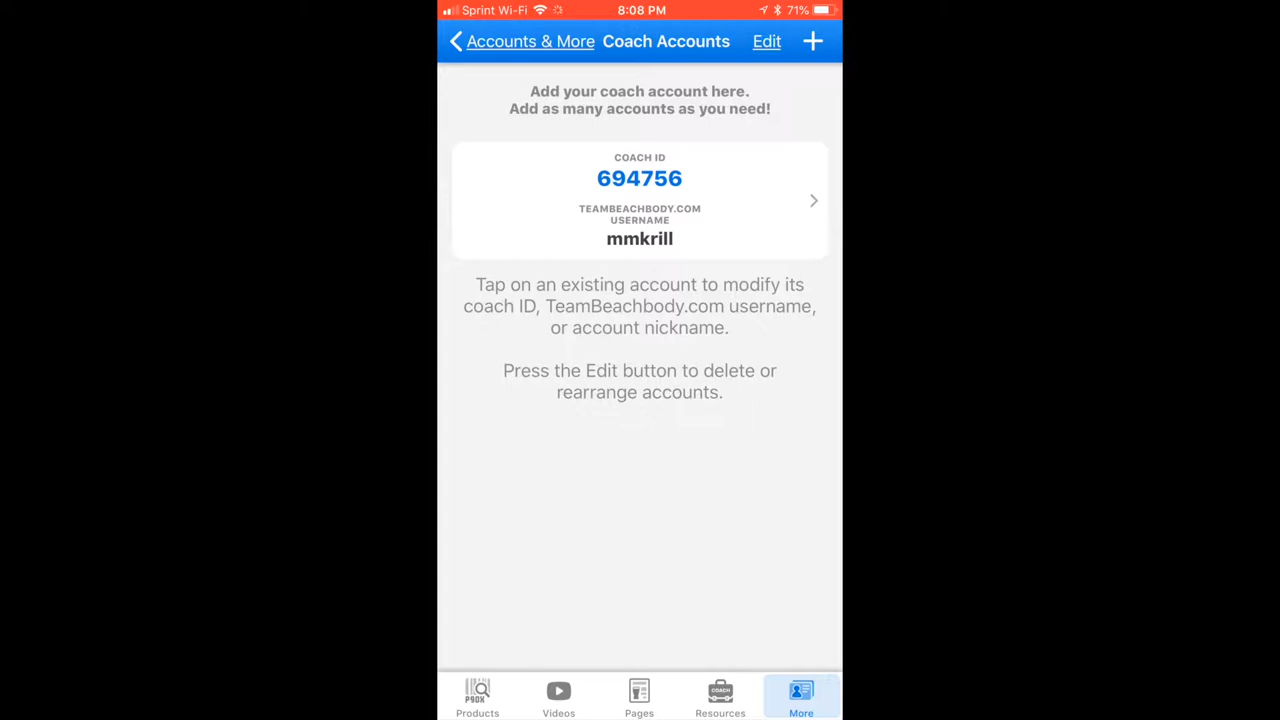 Sprint Wi-Fi 8:08 PM 71%
Accounts & More Coach Accounts Edit +
Add your coach account here.
Add as many accounts as you need!
COACH ID
694756
TEAMBEACHBODY.COM
USERNAME
mmkrill
Tap on an existing account to modify its
coach ID, TeamBeachbody.com username,
or account nickname.
Press the Edit button to delete or
rearrange accounts.
P90X COACH
Products Videos Pages Resources More